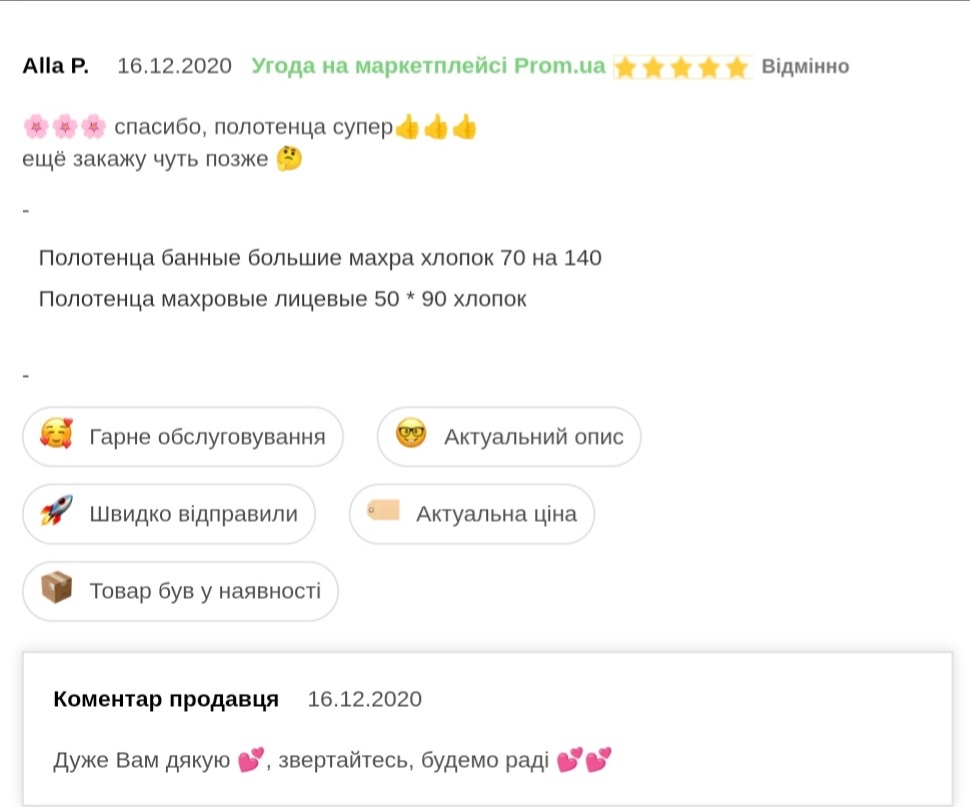 Alla P. 16.12.2020 Угода на маркетплейсі Prom.ua ⭐⭐⭐⭐⭐ Відмінно
🌸🌸🌸 спасибо, полотенца супер👍👍👍
ещё закажу чуть позже 🤔
-
Полотенца банные большие махра хлопок 70 на 140
Полотенца махровые лицевые 50 * 90 хлопок
-
🥰 Гарне обслуговування 🤓 Актуальний опис
🚀 Швидко відправили Актуальна ціна
📦 Товар був у наявності
Коментар продавця 16.12.2020
Дуже Вам дякую 💕, звертайтесь, будемо раді 💕💕